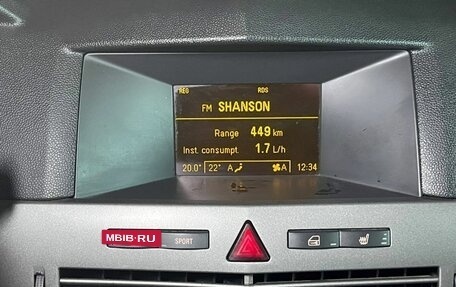 REG RDS
FM SHANSON
Range 449 km
Inst. consumpt. 1.7 L/h
20.0° 22° A A 12:34
MBIB.RU SPORT